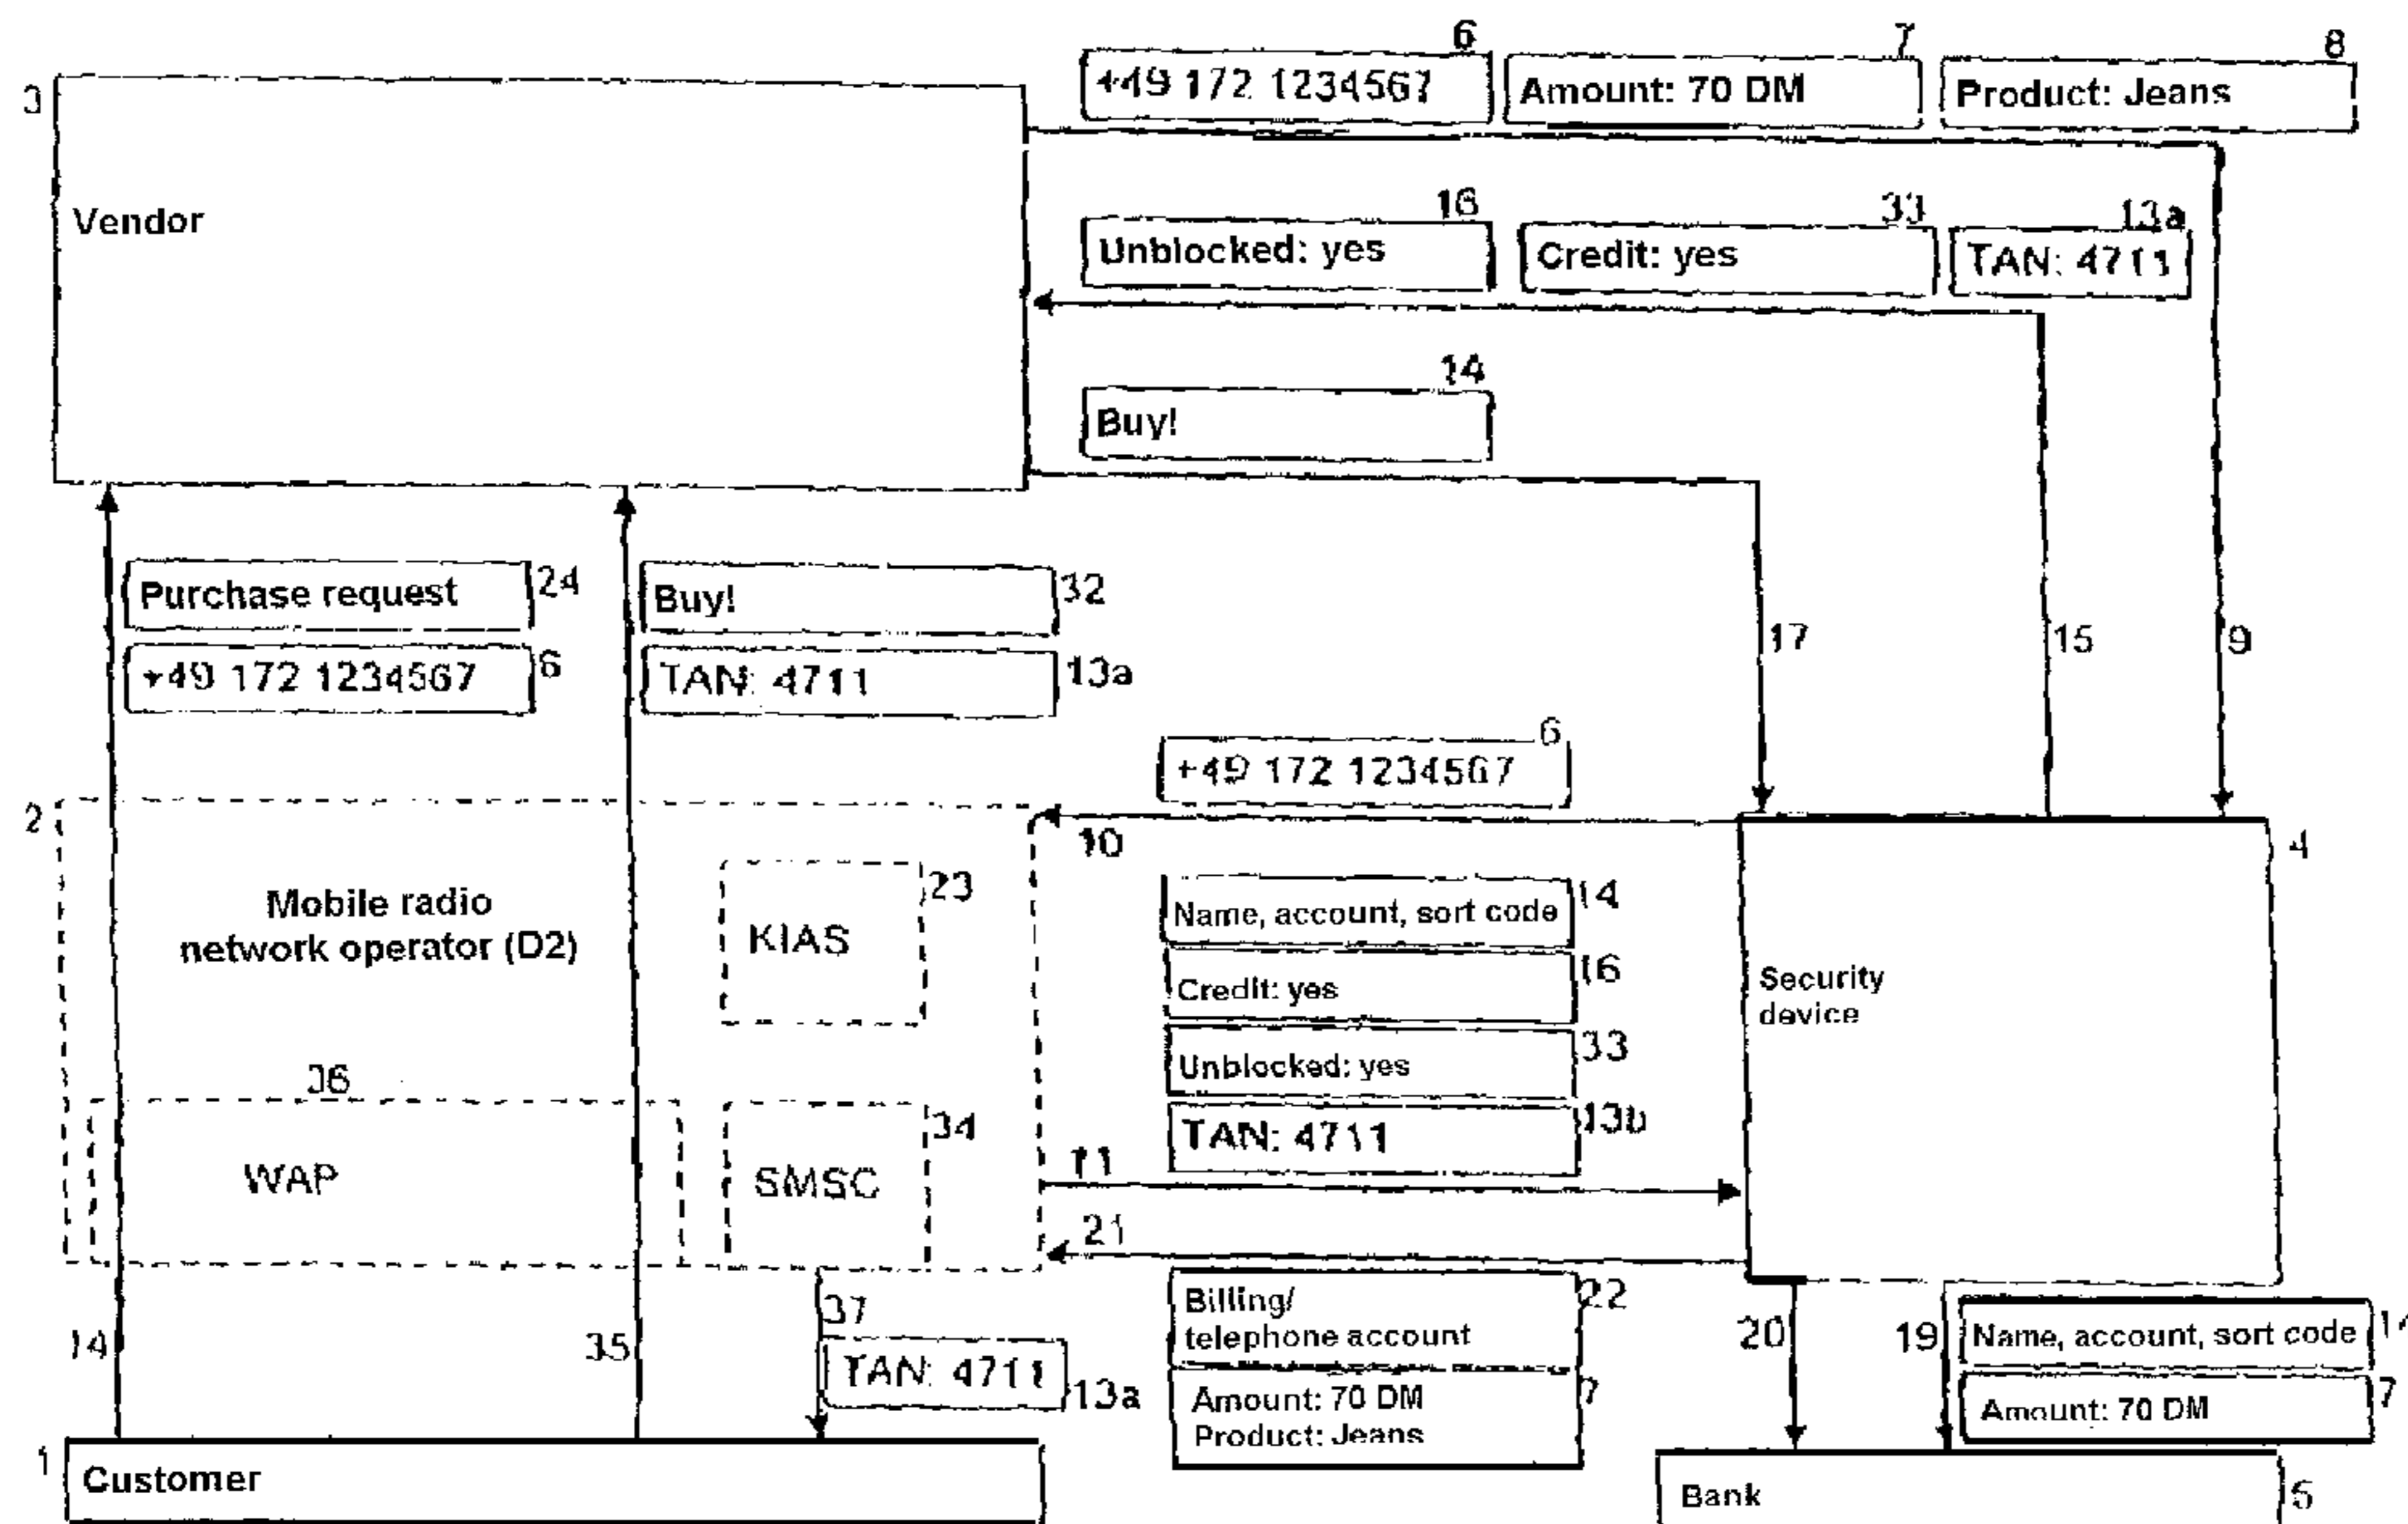 6
7
8
+49 172 1234567
Amount: 70 DM
Product: Jeans
3
Vendor
16
33
13a
Unblocked: yes
Credit: yes
TAN: 4711
14
Buy!
Purchase request
24
Buy!
32
+49 172 1234567
6
TAN: 4711
13a
17
15
9
6
+49 172 1234567
2
10
4
Mobile radio
network operator (D2)
KIAS
23
Name, account, sort code
14
Credit: yes
16
Security
device
Unblocked: yes
33
36
WAP
SMSC
34
TAN: 4711
13b
11
21
14
35
37
TAN: 4711
13a
Billing/
telephone account
22
Amount: 70 DM
Product: Jeans
7
20
19
Name, account, sort code
14
Amount: 70 DM
7
1
Customer
Bank
5